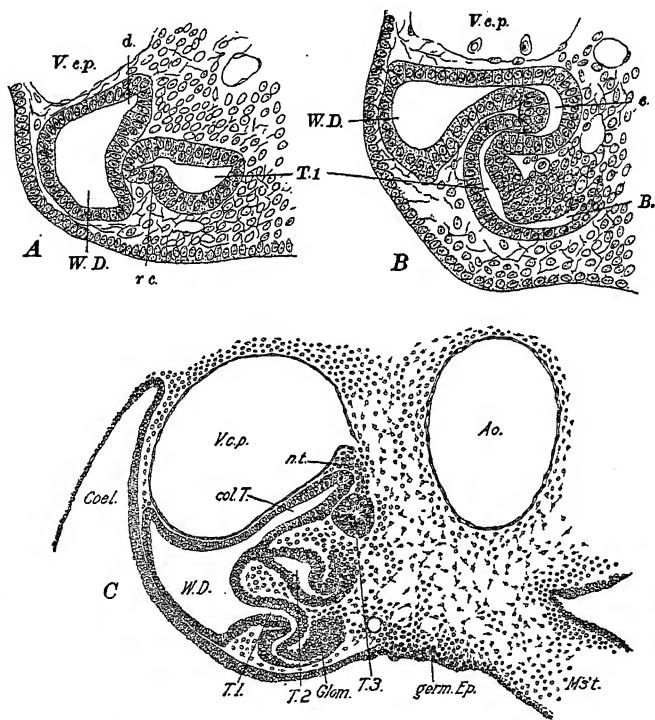 d.
V. c.p.
T.1
W. D.
A
r c.
V.c.p.
W.D.
c.
B.
B
V.c.p.
Ao.
n.t.
Coel.
col.T.
W.D.
C
T.1.
T.2
Glom.
T.3.
germ.Ep.
Ms't.